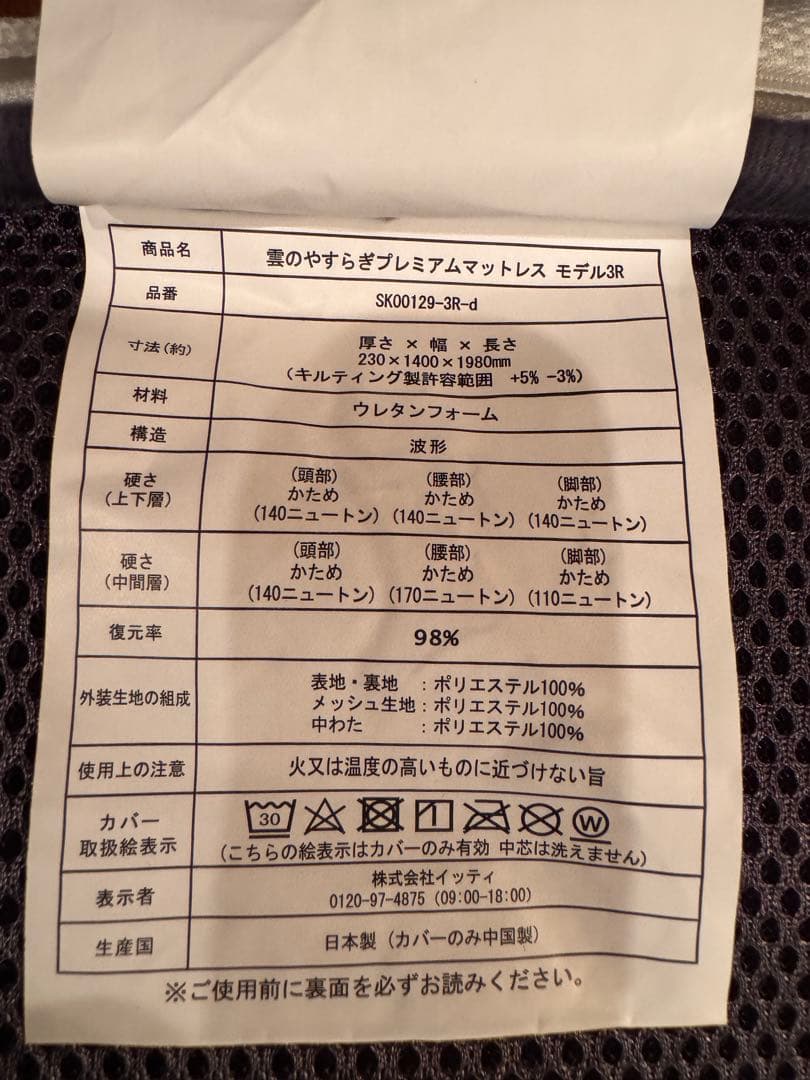 商品名 雲のやすらぎプレミアムマットレス モデル3R
品番 SK00129-3R-d
寸法(約) 厚さ × 幅 × 長さ
230×1400×1980mm
(キルティング製許容範囲 +5% -3%)
材料 ウレタンフォーム
構造 波形
硬さ (上下層) (頭部) (腰部) (脚部)
かため かため かため
(140ニュートン) (140ニュートン) (140ニュートン)
硬さ (中間層) (頭部) (腰部) (脚部)
かため かため かため
(140ニュートン) (170ニュートン) (110ニュートン)
復元率 98%
外装生地の組成 表地・裏地 :ポリエステル100%
メッシュ生地:ポリエステル100%
中わた :ポリエステル100%
使用上の注意 火又は温度の高いものに近づけない旨
カバー 取扱絵表示 30 1 W
(こちらの絵表示はカバーのみ有効 中芯は洗えません)
表示者 株式会社イッティ
0120-97-4875 (09:00-18:00)
生産国 日本製 (カバーのみ中国製)
※ご使用前に裏面を必ずお読みください。